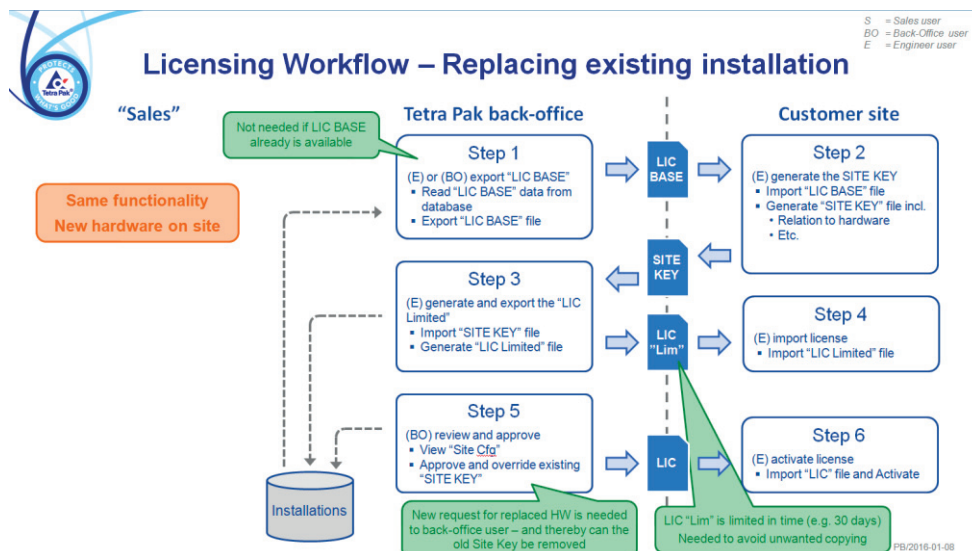 S = Sales user
BO = Back-Office user
E = Engineer user
PROTECTS
WHAT'S GOOD
Tetra Pak
Licensing Workflow – Replacing existing installation
"Sales"
Tetra Pak back-office
Customer site
Not needed if LIC BASE
already is available
Same functionality
New hardware on site
Step 1
(E) or (BO) export "LIC BASE"
▪ Read "LIC BASE" data from
database
▪ Export "LIC BASE" file
LIC
BASE
Step 2
(E) generate the SITE KEY
▪ Import "LIC BASE" file
▪ Generate "SITE KEY" file incl.
▪ Relation to hardware
▪ Etc.
SITE
KEY
Step 3
(E) generate and export the "LIC
Limited"
▪ Import "SITE KEY" file
▪ Generate "LIC Limited" file
LIC
"Lim"
Step 4
(E) import license
▪ Import "LIC Limited" file
Step 5
(BO) review and approve
▪ View "Site Cfg"
▪ Approve and override existing
"SITE KEY"
LIC
Step 6
(E) activate license
▪ Import "LIC" file and Activate
Installations
New request for replaced HW is needed
to back-office user – and thereby can the
old Site Key be removed
LIC "Lim" is limited in time (e.g. 30 days)
Needed to avoid unwanted copying
PB/2016-01-08